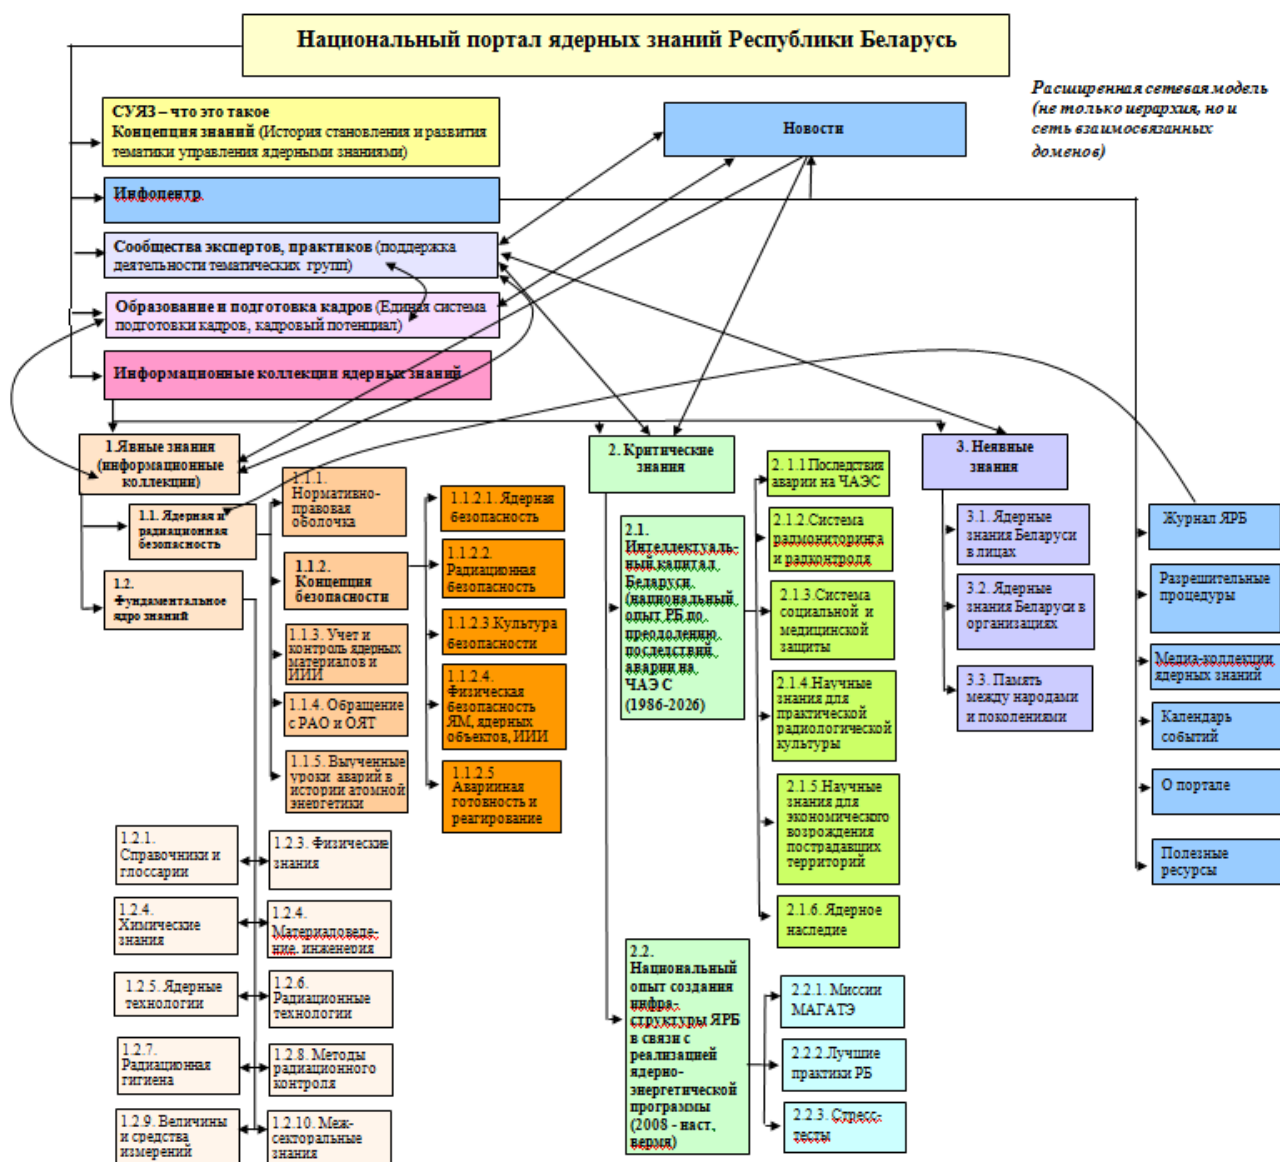 Национальный портал ядерных знаний Республики Беларусь
Расширенная сетевая модель
(не только иерархия, но и
сеть взаимосвязанных
доменов)
СУЯЗ – что это такое
Концепция знаний (История становления и развития
тематики управления ядерными знаниями)
Новости
Инфоцентр
Сообщества экспертов, практиков (поддержка
деятельности тематических групп)
Образование и подготовка кадров (Единая система
подготовки кадров, кадровый потенциал)
Информационные коллекции ядерных знаний
1.Явные знания
(информационные
коллекции)
1.1. Ядерная и
радиационная
безопасность
1.2.
Фундаментальное
ядро знаний
1.1.1.
Нормативно-
правовая
оболочка
1.1.2.
Концепция
безопасности
1.1.3. Учет и
контроль ядерных
материалов и
ИИИ
1.1.4. Обращение
с РАО и ОЯТ
1.1.5. Выученные
уроки аварий в
истории атомной
энергетики
1.1.2.1. Ядерная
безопасность
1.1.2.2.
Радиационная
безопасность
1.1.2.3 Культура
безопасности
1.1.2.4.
Физическая
безопасность
ЯМ, ядерных
объектов, ИИИ
1.1.2.5
Аварийная
готовность и
реагирование
1.2.1.
Справочники и
глоссарии
1.2.3. Физические
знания
1.2.4.
Химические
знания
1.2.4.
Материаловеде-
ние, инженерия
1.2.5. Ядерные
технологии
1.2.6.
Радиационные
технологии
1.2.7.
Радиационная
гигиена
1.2.8. Методы
радиационного
контроля
1.2.9. Величины
и средства
измерений
1.2.10. Меж-
секторальные
знания
2. Критические
знания
2.1.
Интеллектуаль-
ный капитал
Беларуси
(национальный
опыт РБ по
преодолению
последствий
аварии на
ЧАЭ С
(1986-2026)
2. 1.1Последствия
аварии на ЧАЭС
2.1.2.Система
радмониторинга
и радконтроля
2.1.3.Система
социальной и
медицинской
защиты
2.1.4.Научные
знания для
практической
радиологической
культуры
2.1.5.Научные
знания для
экономического
возрождения
пострадавших
территорий
2.1.6. Ядерное
наследие
2.2.
Национальный
опыт создания
инфра-
структуры ЯРБ
в связи с
реализацией
ядерно-
энергетической
программы
(2008 - наст,
вермя)
2.2.1. Миссии
МАГАТЭ
2.2.2.Лучшие
практики РБ
2.2.3. Стресс-
тесты
3. Неявные
знания
3.1. Ядерные
знания Беларуси
в лицах
3.2. Ядерные
знания Беларуси в
организациях
3.3. Память
между народами
и поколениями
Журнал ЯРБ
Разрешительные
процедуры
Медиа-коллекции
ядерных знаний
Календарь
событий
О портале
Полезные
ресурсы